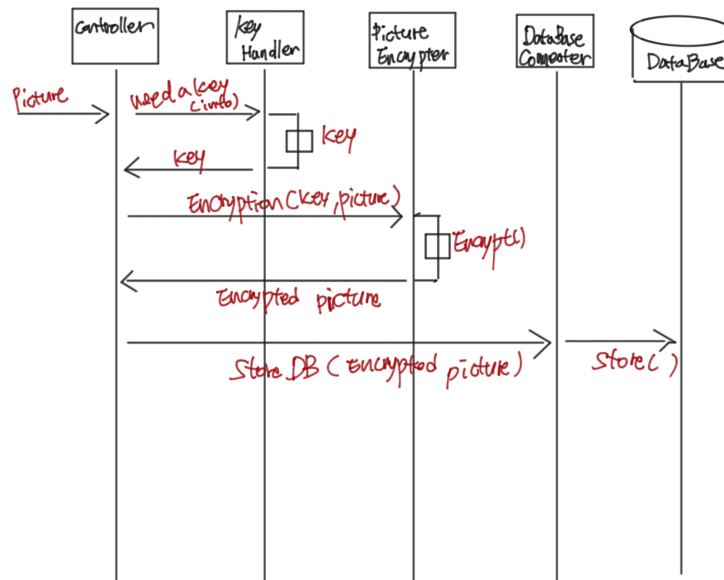 Controller
Key
Handler
Picture
Encrypter
DataBase
Connecter
DataBase
Picture
need a key
(info)
key
key
Encryption(key, picture)
Encrypt()
Encrypted picture
Store DB (Encrypted picture)
Store( )